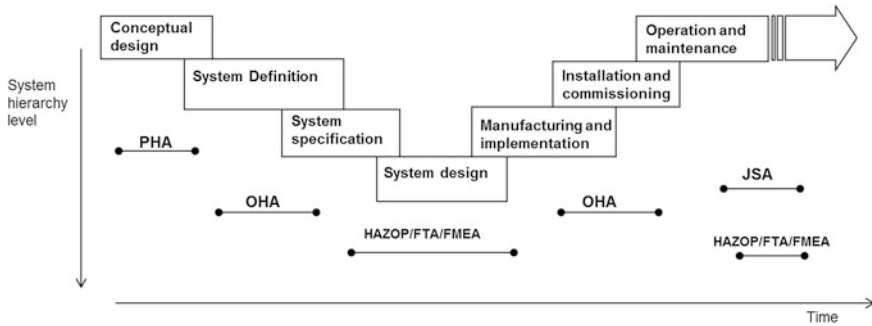 Conceptual
design
Operation and
maintenance
System Definition
Installation and
commissioning
System
hierarchy
level
System
specification
Manufacturing and
implementation
PHA
System design
JSA
OHA
OHA
HAZOP/FTA/FMEA
HAZOP/FTA/FMEA
Time